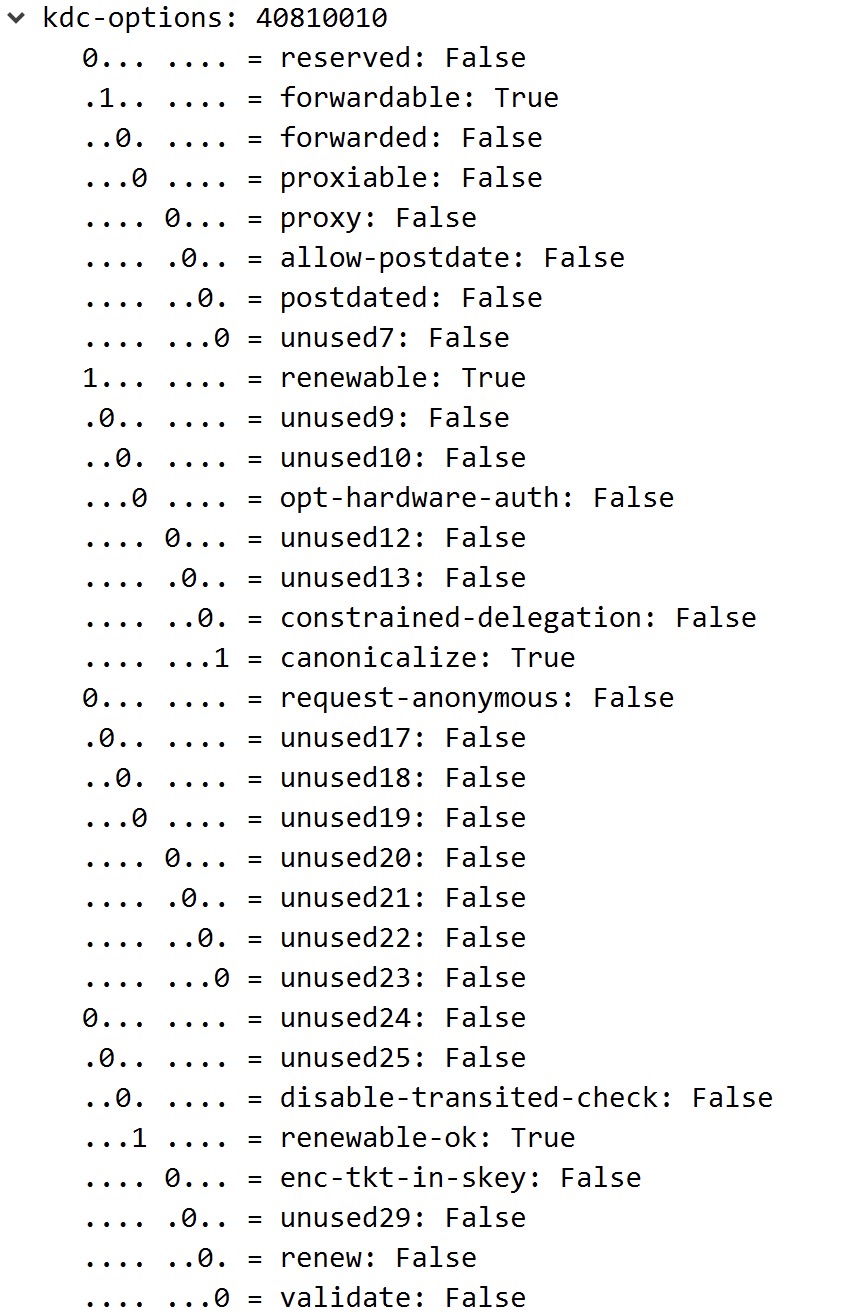 kdc-options: 40810010
0... .... = reserved: False
.1.. .... = forwardable: True
..0. .... = forwarded: False
...0 .... = proxiable: False
.... 0... = proxy: False
.... .0.. = allow-postdate: False
.... ..0. = postdated: False
.... ...0 = unused7: False
1... .... = renewable: True
.0.. .... = unused9: False
..0. .... = unused10: False
...0 .... = opt-hardware-auth: False
.... 0... = unused12: False
.... .0.. = unused13: False
.... ..0. = constrained-delegation: False
.... ...1 = canonicalize: True
0... .... = request-anonymous: False
.0.. .... = unused17: False
..0. .... = unused18: False
...0 .... = unused19: False
.... 0... = unused20: False
.... .0.. = unused21: False
.... ..0. = unused22: False
.... ...0 = unused23: False
0... .... = unused24: False
.0.. .... = unused25: False
..0. .... = disable-transited-check: False
...1 .... = renewable-ok: True
.... 0... = enc-tkt-in-skey: False
.... .0.. = unused29: False
.... ..0. = renew: False
.... ...0 = validate: False